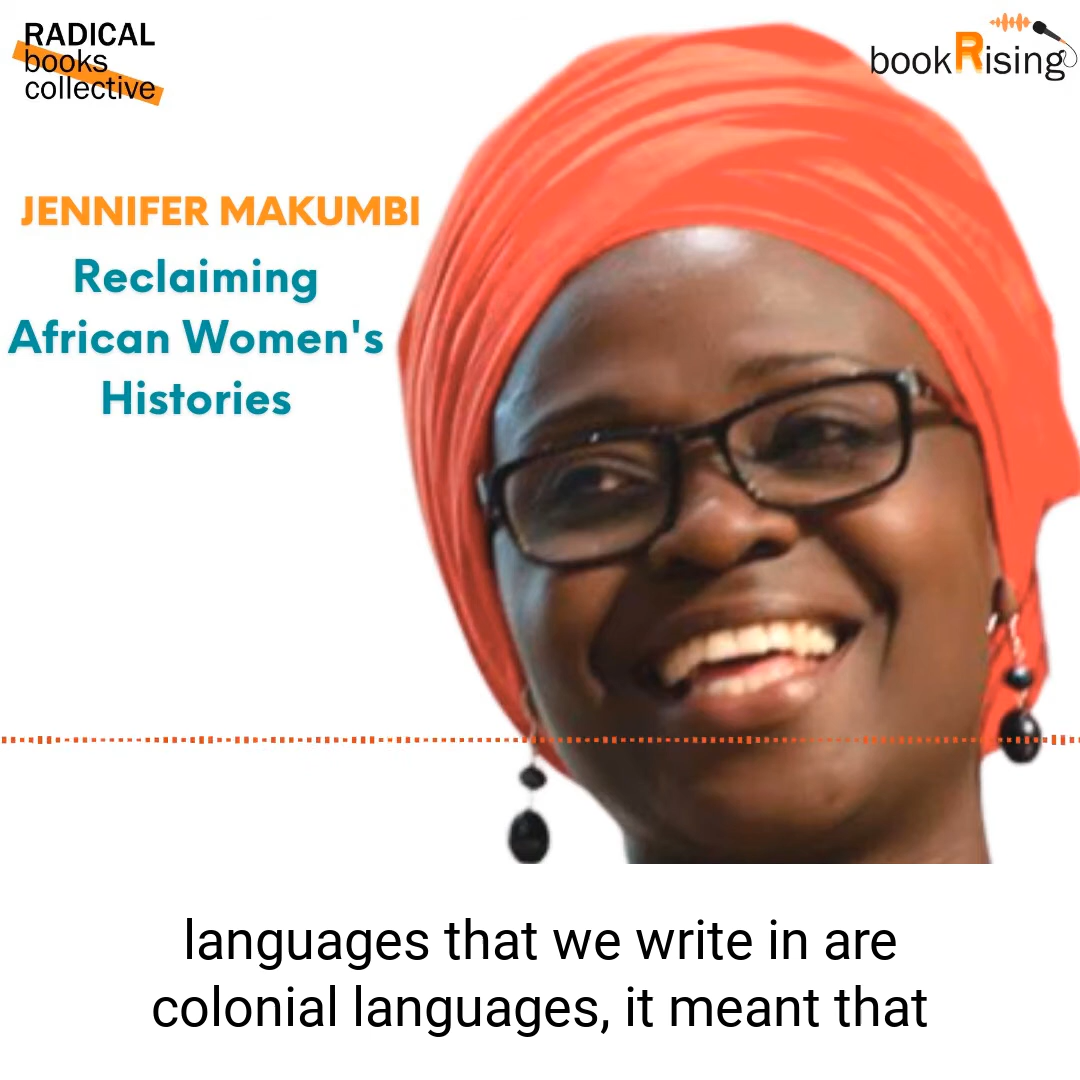 RADICAL
books
collective
bookRising
JENNIFER MAKUMBI
Reclaiming
African Women's
Histories
languages that we write in are
colonial languages, it meant that